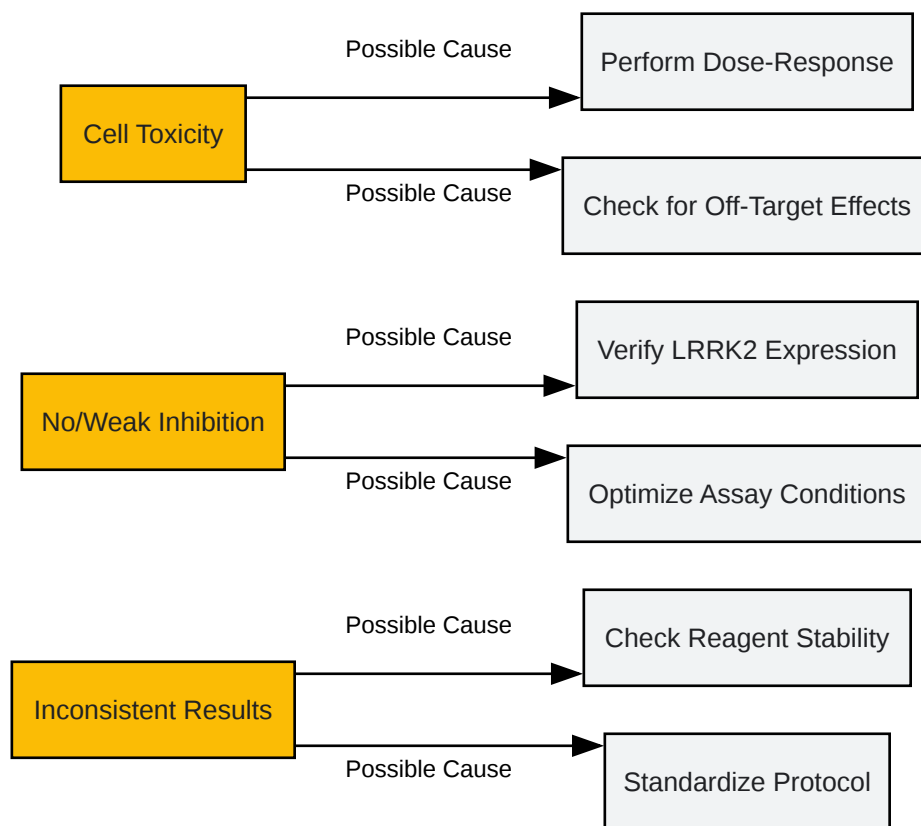 Possible Cause
Perform Dose-Response
Cell Toxicity
Possible Cause
Check for Off-Target Effects
Possible Cause
Verify LRRK2 Expression
No/Weak Inhibition
Possible Cause
Optimize Assay Conditions
Possible Cause
Check Reagent Stability
Inconsistent Results
Possible Cause
Standardize Protocol